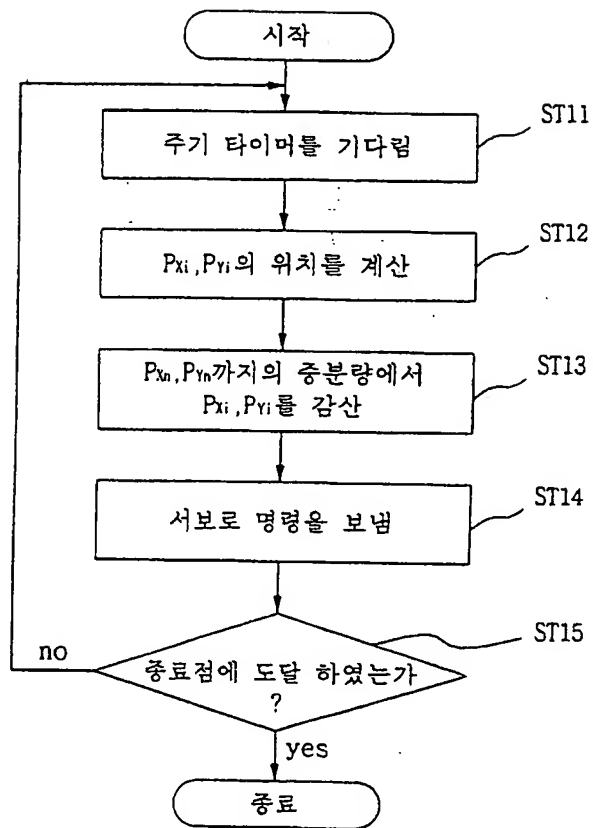 시작
주기 타이머를 기다림
ST11
PXi,PYi의 위치를 계산
ST12
PXn,PYn까지의 증분량에서
PXi,PYi를 감산
ST13
서보로 명령을 보냄
ST14
종료점에 도달 하였는가
?
ST15
no
yes
종료